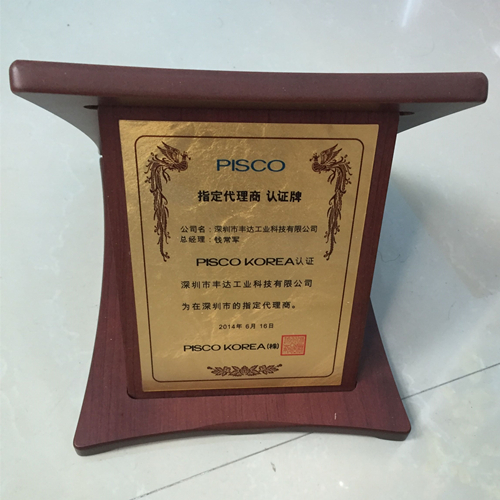 PISCO
指定代理商 认证牌
公司名：深圳市丰达工业科技有限公司
总经理：钱常军
PISCO KOREA认证
深圳市丰达工业科技有限公司
为在深圳市的指定代理商。
2014年 6月 16日
PISCO KOREA(株)